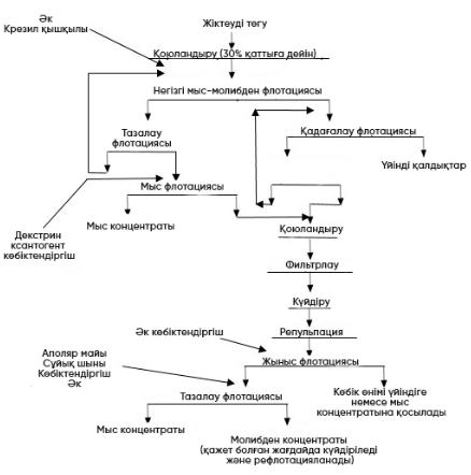 Әк
Крезил қышқылы
Жіктеуді төгу
Қоюландыру (30% қаттыға дейін)
Негізгі мыс-молибден флотациясы
Тазалау
флотациясы
Қадағалау флотациясы
Үйінді қалдықтар
Мыс флотациясы
Декстрин
ксантогент
көбіктендіргіш
Мыс концентраты
Қоюландыру
Фильтрлау
Күйдіру
Әк көбіктендіргіш
Репульпация
Жыныс флотациясы
Аполяр майы
Сұйық шыны
Көбіктендіргіш
Әк
Тазалау флотациясы
Көбік өнімі үйіндіге
немесе мыс
концентратына қосылады
Мыс концентраты
Молибден концентраты
(қажет болған жағдайда күйдіріледі
және рефлотацияланады)